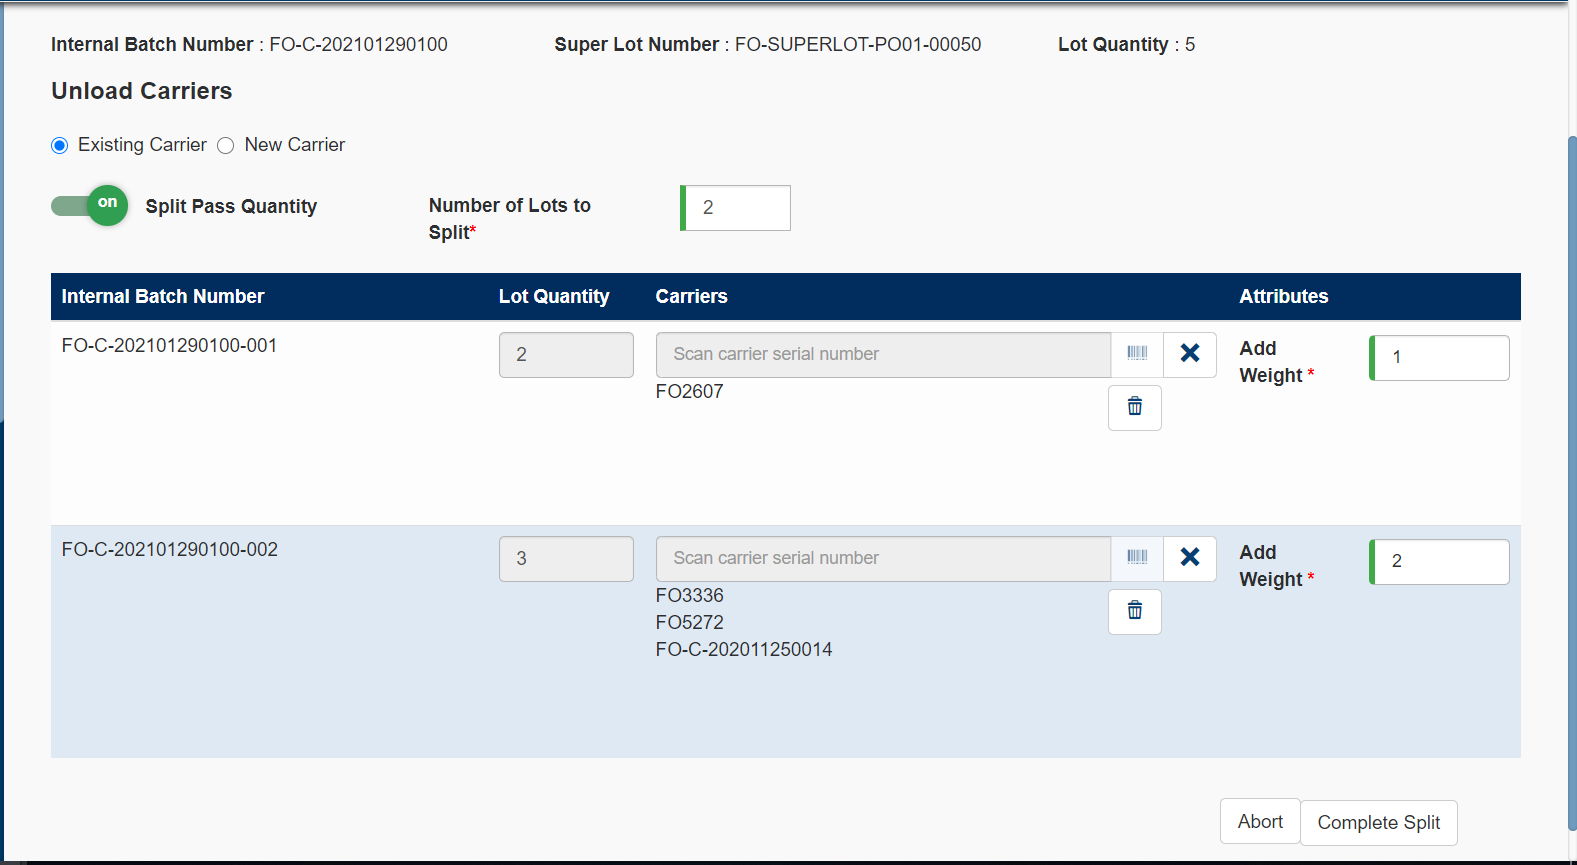 Internal Batch Number : FO-C-202101290100 Super Lot Number : FO-SUPERLOT-PO01-00050 Lot Quantity : 5
Unload Carriers
Existing Carrier New Carrier
on Split Pass Quantity Number of Lots to Split* 2
Internal Batch Number Lot Quantity Carriers Attributes
FO-C-202101290100-001 2 Scan carrier serial number Add Weight * 1
FO2607
FO-C-202101290100-002 3 Scan carrier serial number Add Weight * 2
FO3336
FO5272
FO-C-202011250014
Abort Complete Split